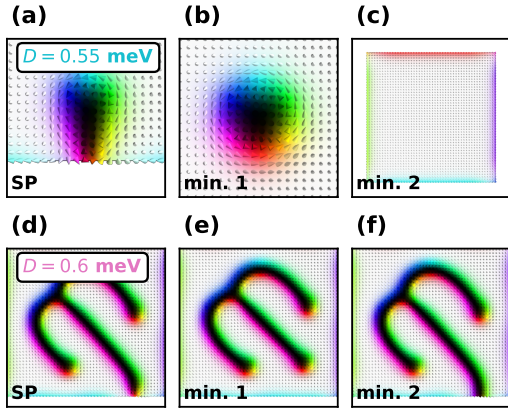 (a) (b) (c)
D = 0.55 meV
SP min. 1 min. 2
(d) (e) (f)
D = 0.6 meV
SP min. 1 min. 2